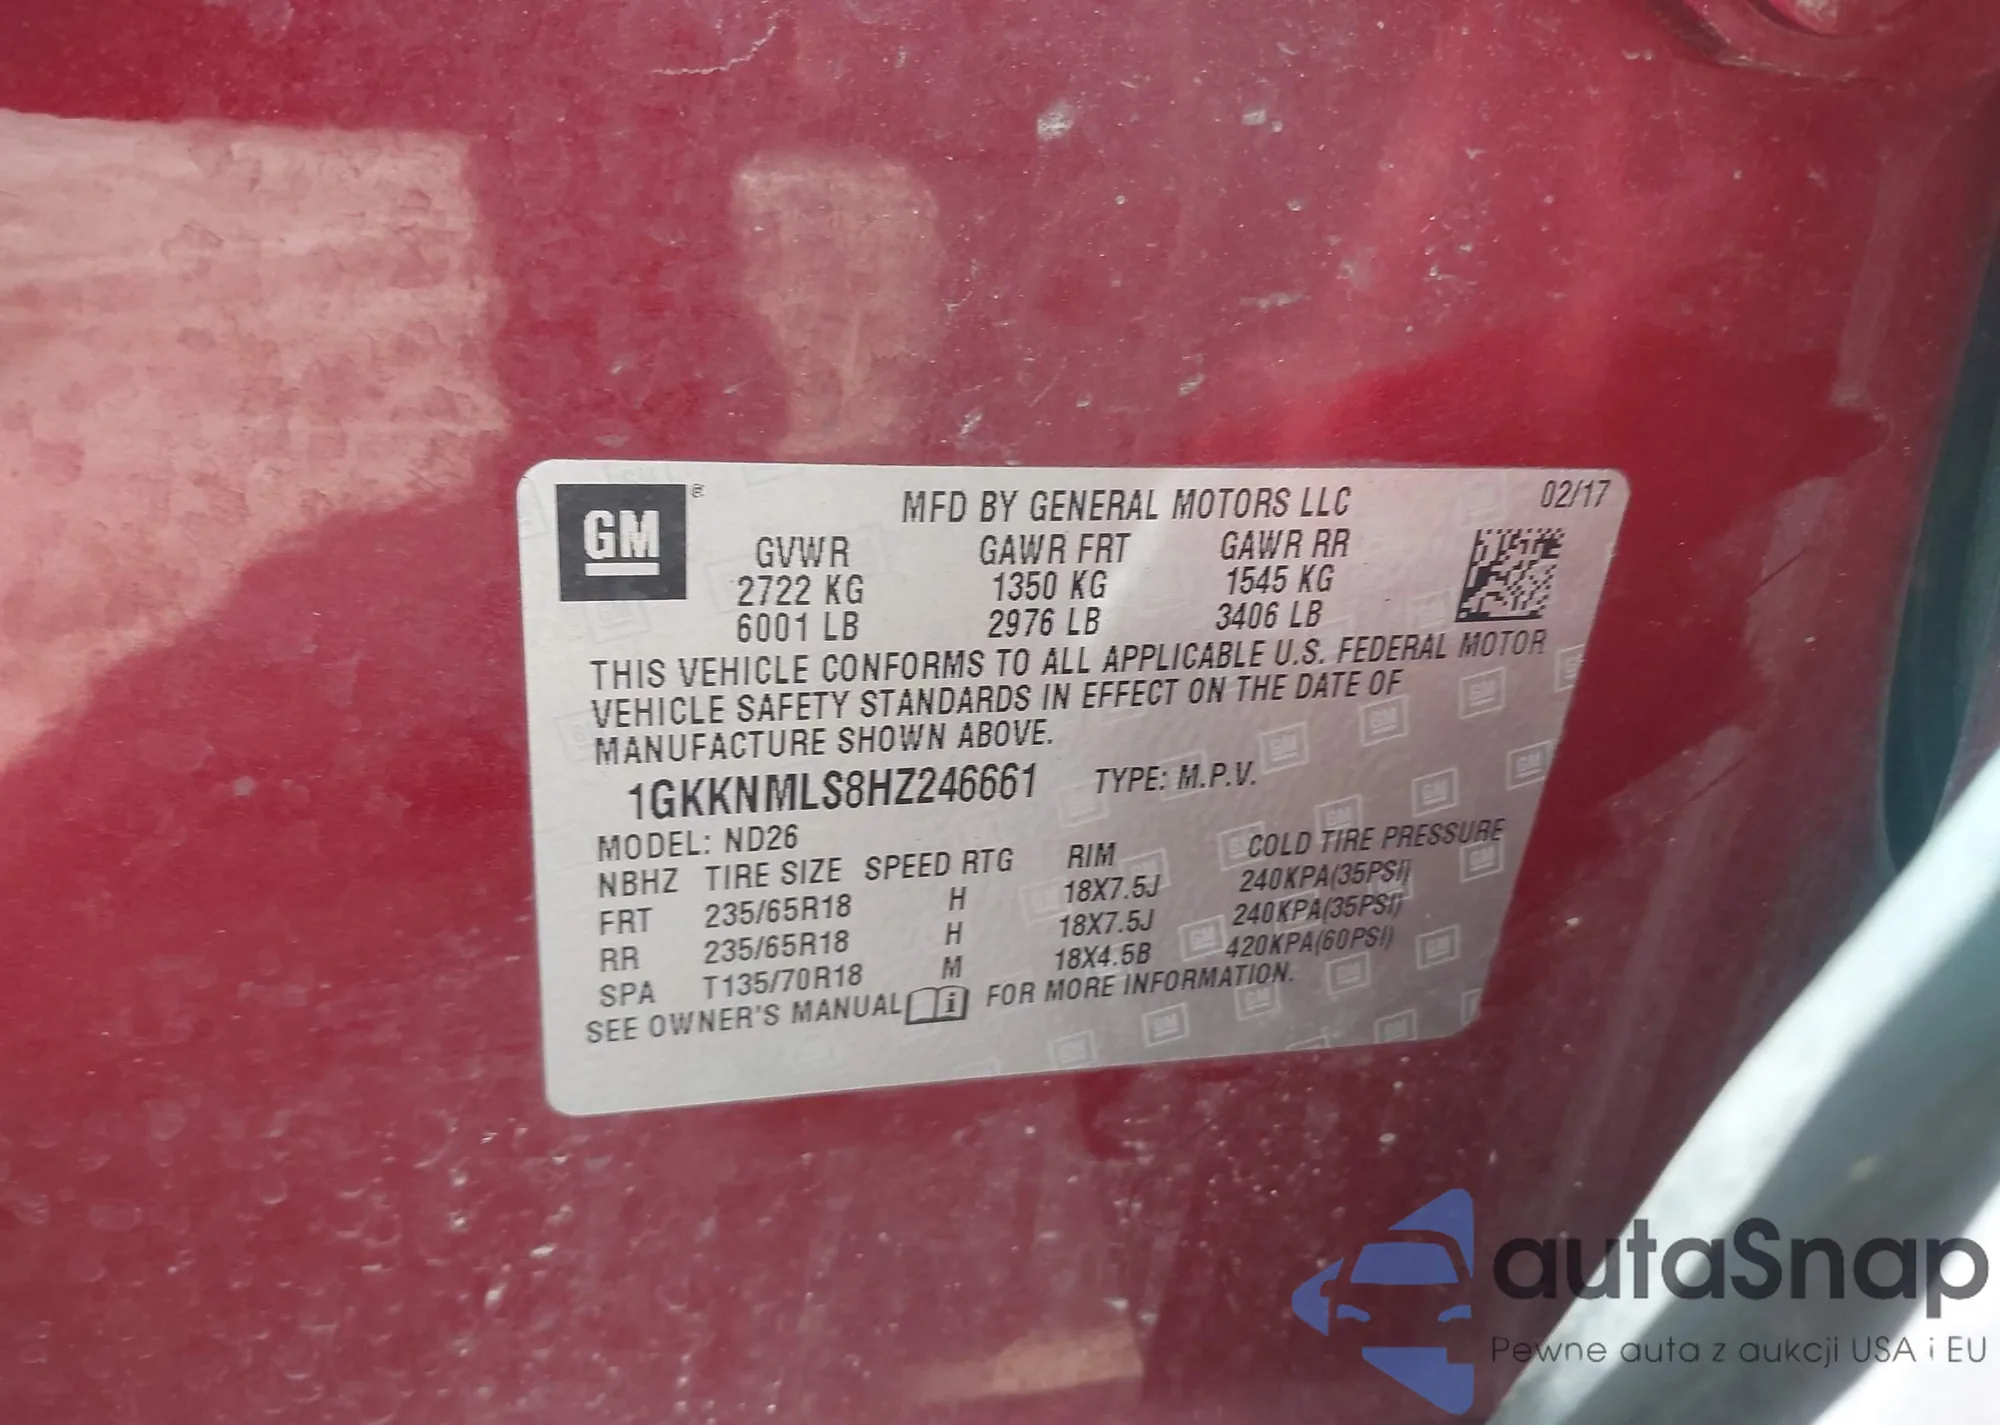 GM ®
MFD BY GENERAL MOTORS LLC 02/17
GVWR GAWR FRT GAWR RR
2722 KG 1350 KG 1545 KG
6001 LB 2976 LB 3406 LB
THIS VEHICLE CONFORMS TO ALL APPLICABLE U.S. FEDERAL MOTOR
VEHICLE SAFETY STANDARDS IN EFFECT ON THE DATE OF
MANUFACTURE SHOWN ABOVE.
1GKKNMLS8HZ246661 TYPE: M.P.V.
MODEL: ND26
NBHZ TIRE SIZE SPEED RTG RIM COLD TIRE PRESSURE
FRT 235/65R18 H 18X7.5J 240KPA(35PSI)
RR 235/65R18 H 18X7.5J 240KPA(35PSI)
SPA T135/70R18 M 18X4.5B 420KPA(60PSI)
SEE OWNER'S MANUAL i FOR MORE INFORMATION.
autaSnap
Pewne auta z aukcji USA i EU